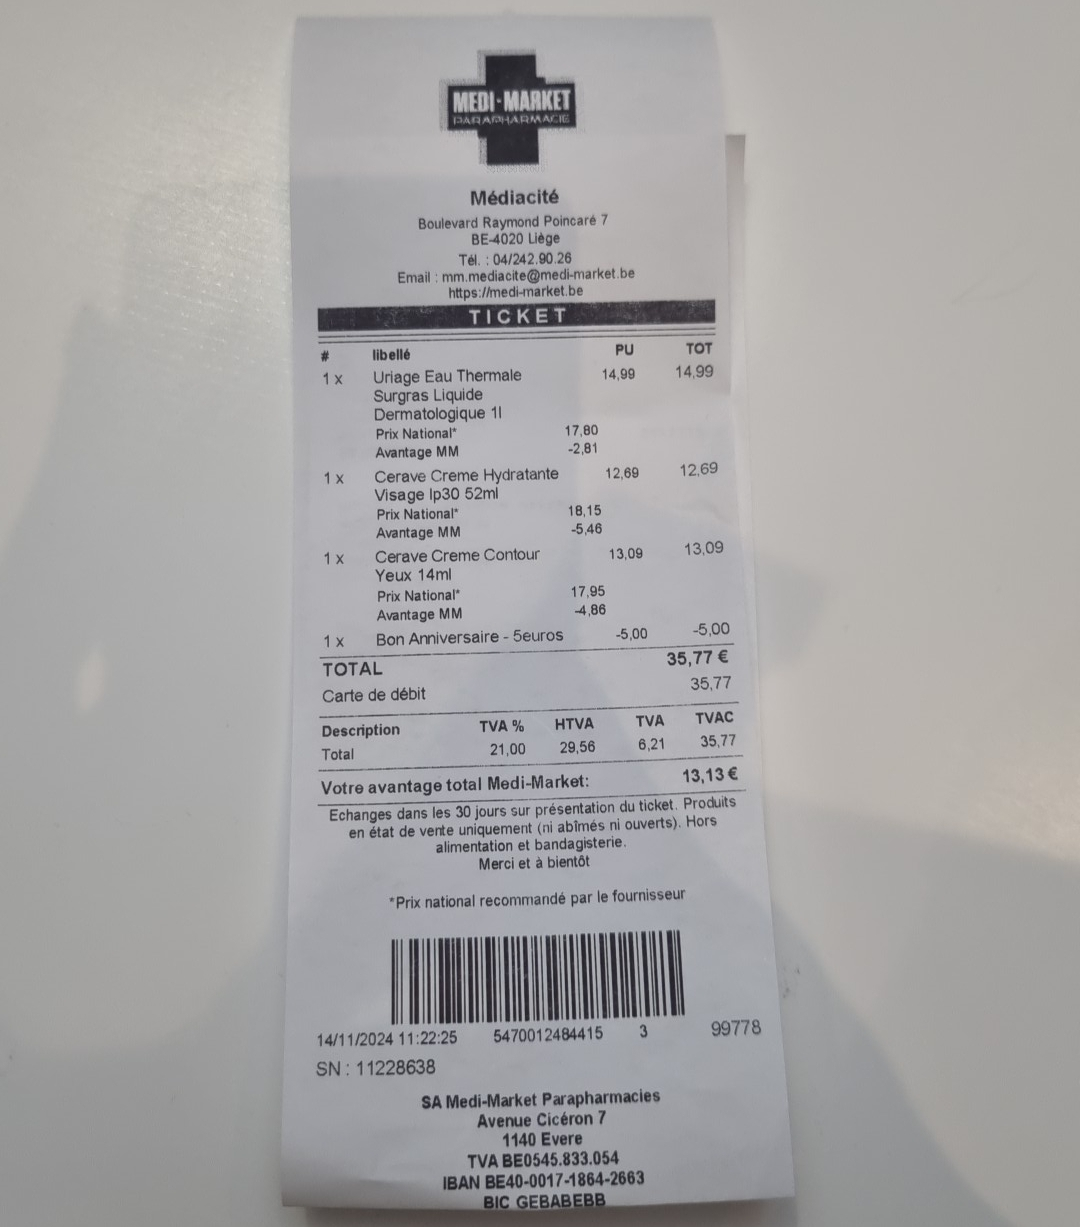 MEDI-MARKET
PARAPHARMACIE
Médiacité
Boulevard Raymond Poincaré 7
BE-4020 Liège
Tél. : 04/242.90.26
Email : mm.mediacite@medi-market.be
https://medi-market.be
TICKET
# libellé PU TOT
1 x Uriage Eau Thermale 14,99 14,99
Surgras Liquide
Dermatologique 1l
Prix National* 17,80
Avantage MM -2,81
1 x Cerave Creme Hydratante 12,69 12,69
Visage Ip30 52ml
Prix National* 18,15
Avantage MM -5,46
1 x Cerave Creme Contour 13,09 13,09
Yeux 14ml
Prix National* 17,95
Avantage MM -4,86
1 x Bon Anniversaire - 5euros -5,00 -5,00
TOTAL 35,77 €
Carte de débit 35,77
Description TVA % HTVA TVA TVAC
Total 21,00 29,56 6,21 35,77
Votre avantage total Medi-Market: 13,13 €
Echanges dans les 30 jours sur présentation du ticket. Produits
en état de vente uniquement (ni abîmés ni ouverts). Hors
alimentation et bandagisterie.
Merci et à bientôt
*Prix national recommandé par le fournisseur
14/11/2024 11:22:25 5470012484415 3 99778
SN : 11228638
SA Medi-Market Parapharmacies
Avenue Cicéron 7
1140 Evere
TVA BE0545.833.054
IBAN BE40-0017-1864-2663
BIC GEBABEBB